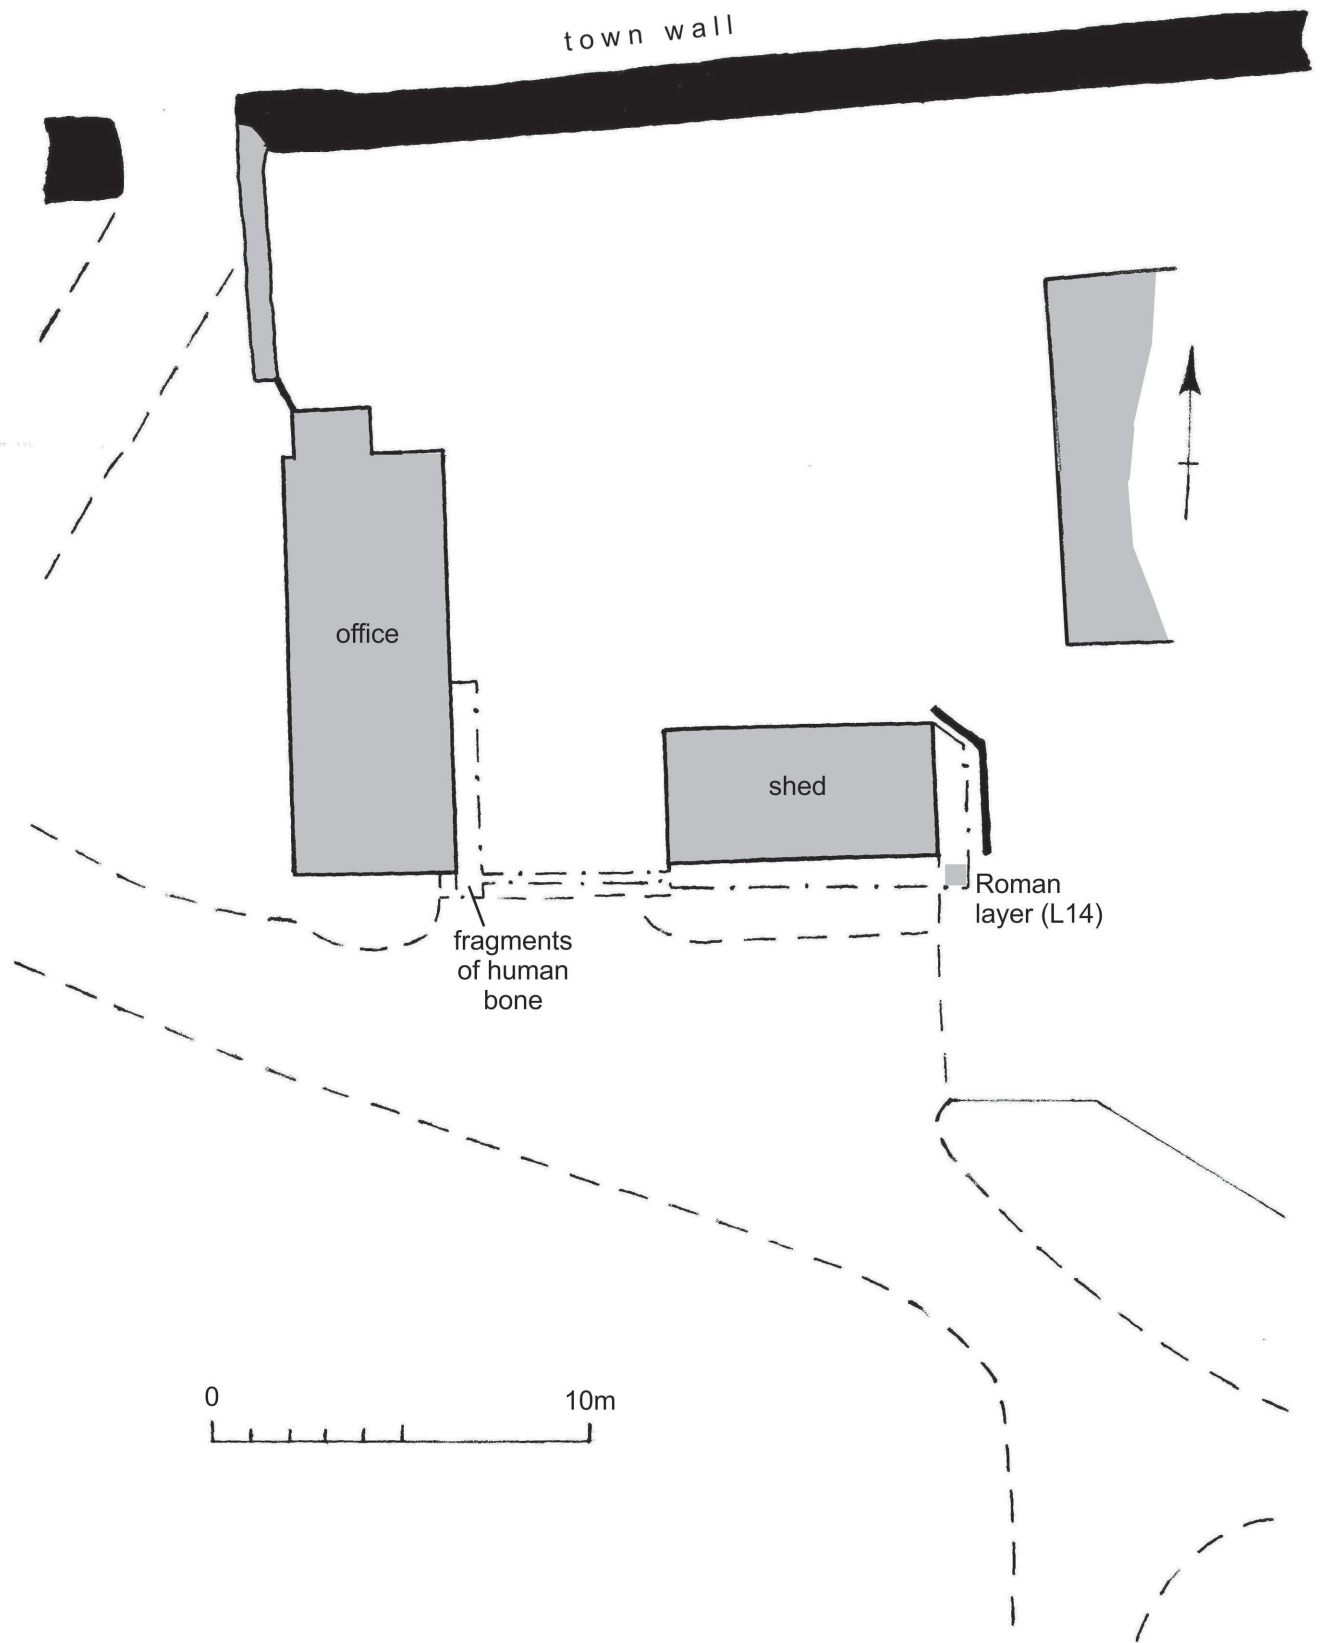 town wall
office
shed
Roman
layer (L14)
fragments
of human
bone
0
10m